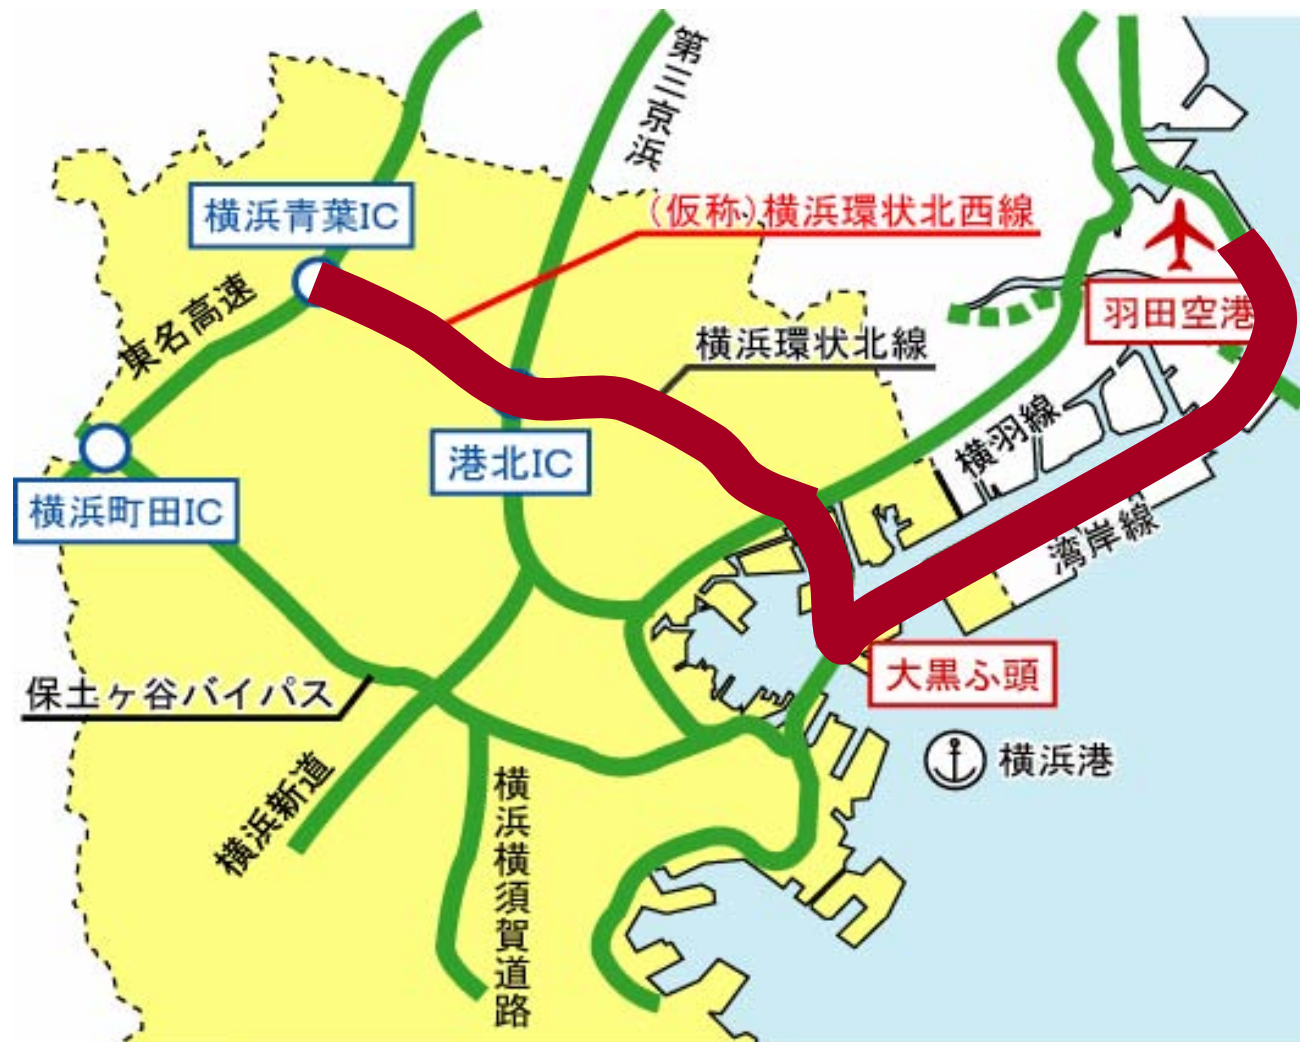 第三京浜
横浜青葉IC
(仮称)横浜環状北西線
羽田空港
東名高速
横浜環状北線
横羽線
港北IC
横浜町田IC
湾岸線
保土ヶ谷バイパス
大黒ふ頭
横浜港
横浜新道
横浜横須賀道路